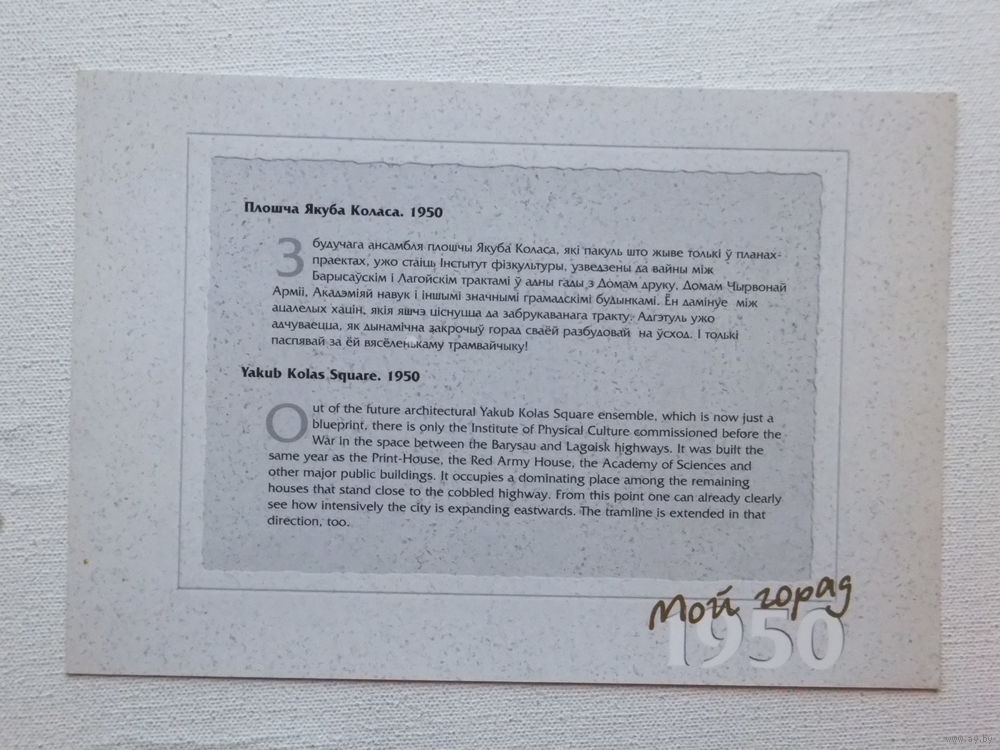 Плошча Якуба Коласа. 1950
З будучага ансамбля плошчы Якуба Коласа, які пакуль што жыве толькі ў планах-
праектах, ужо стаіць Інстытут фізкультуры, узведзены да вайны між
Барысаўскім і Лагойскім трактамі ў адны гады з Домам друку, Домам Чырвонай
Арміі, Акадэміяй навук і іншымі значнымі грамадскімі будынкамі. Ён дамінуе між
ацалелых хацін, якія яшчэ ціснуцца да забрукаванага тракту. Адгэтуль ужо
адчуваецца, як дынамічна закрочыў горад сваёй разбудовай на ўсход. І толькі
паспявай за ёй вясёленькаму трамвайчыку!
Yakub Kolas Square. 1950
Out of the future architectural Yakub Kolas Square ensemble, which is now just a
blueprint, there is only the Institute of Physical Culture commissioned before the
War in the space between the Barysau and Lagoisk highways. It was built the
same year as the Print-House, the Red Army House, the Academy of Sciences and
other major public buildings. It occupies a dominating place among the remaining
houses that stand close to the cobbled highway. From this point one can already clearly
see how intensively the city is expanding eastwards. The tramline is extended in that
direction, too.
Мой горад
1950
www.ay.by